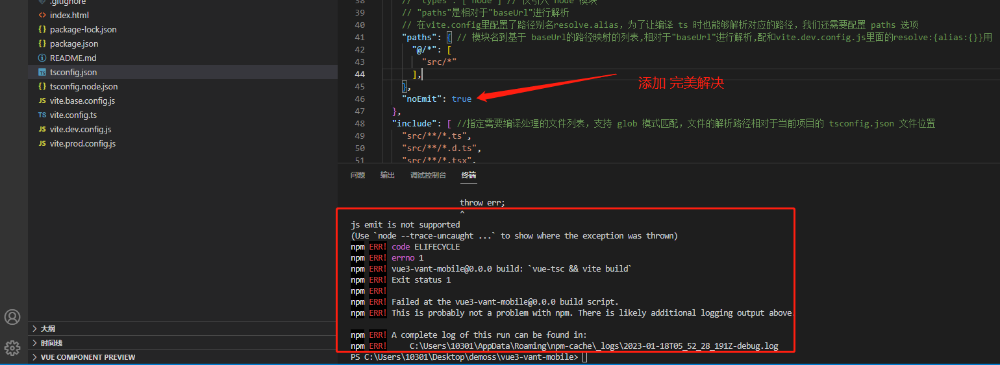 .gitignore
index.html
package-lock.json
package.json
README.md
tsconfig.json
tsconfig.node.json
vite.base.config.js
vite.config.ts
vite.dev.config.js
vite.prod.config.js
大纲
时间线
VUE COMPONENT PREVIEW
38 // "types": [ "node" ] // 仅引入 node 模块
39 // "paths"是相对于"baseUrl"进行解析
40 // 在vite.config里配置了路径别名resolve.alias，为了让编译 ts 时也能够解析对应的路径，我们还需要配置 paths 选项
41 "paths": { // 模块名到基于 baseUrl的路径映射的列表,相对于"baseUrl"进行解析,配和vite.dev.config.js里面的resolve:{alias:{}}用
42 "@/*": [
43 "src/*"
44 ],
45 },
46 "noEmit": true
47 },
48 "include": [ //指定需要编译处理的文件列表，支持 glob 模式匹配，文件的解析路径相对于当前项目的 tsconfig.json 文件位置
49 "src/**/*.ts",
50 "src/**/*.d.ts",
51 "src/**/*.tsx",
添加 完美解决
问题 输出 调试控制台 终端
throw err;
^
js emit is not supported
(Use `node --trace-uncaught ...` to show where the exception was thrown)
npm ERR! code ELIFECYCLE
npm ERR! errno 1
npm ERR! vue3-vant-mobile@0.0.0 build: `vue-tsc && vite build`
npm ERR! Exit status 1
npm ERR!
npm ERR! Failed at the vue3-vant-mobile@0.0.0 build script.
npm ERR! This is probably not a problem with npm. There is likely additional logging output above
npm ERR! A complete log of this run can be found in:
npm ERR! C:\Users\10301\AppData\Roaming\npm-cache\_logs\2023-01-18T05_52_28_191Z-debug.log
PS C:\Users\10301\Desktop\demoss\vue3-vant-mobile>